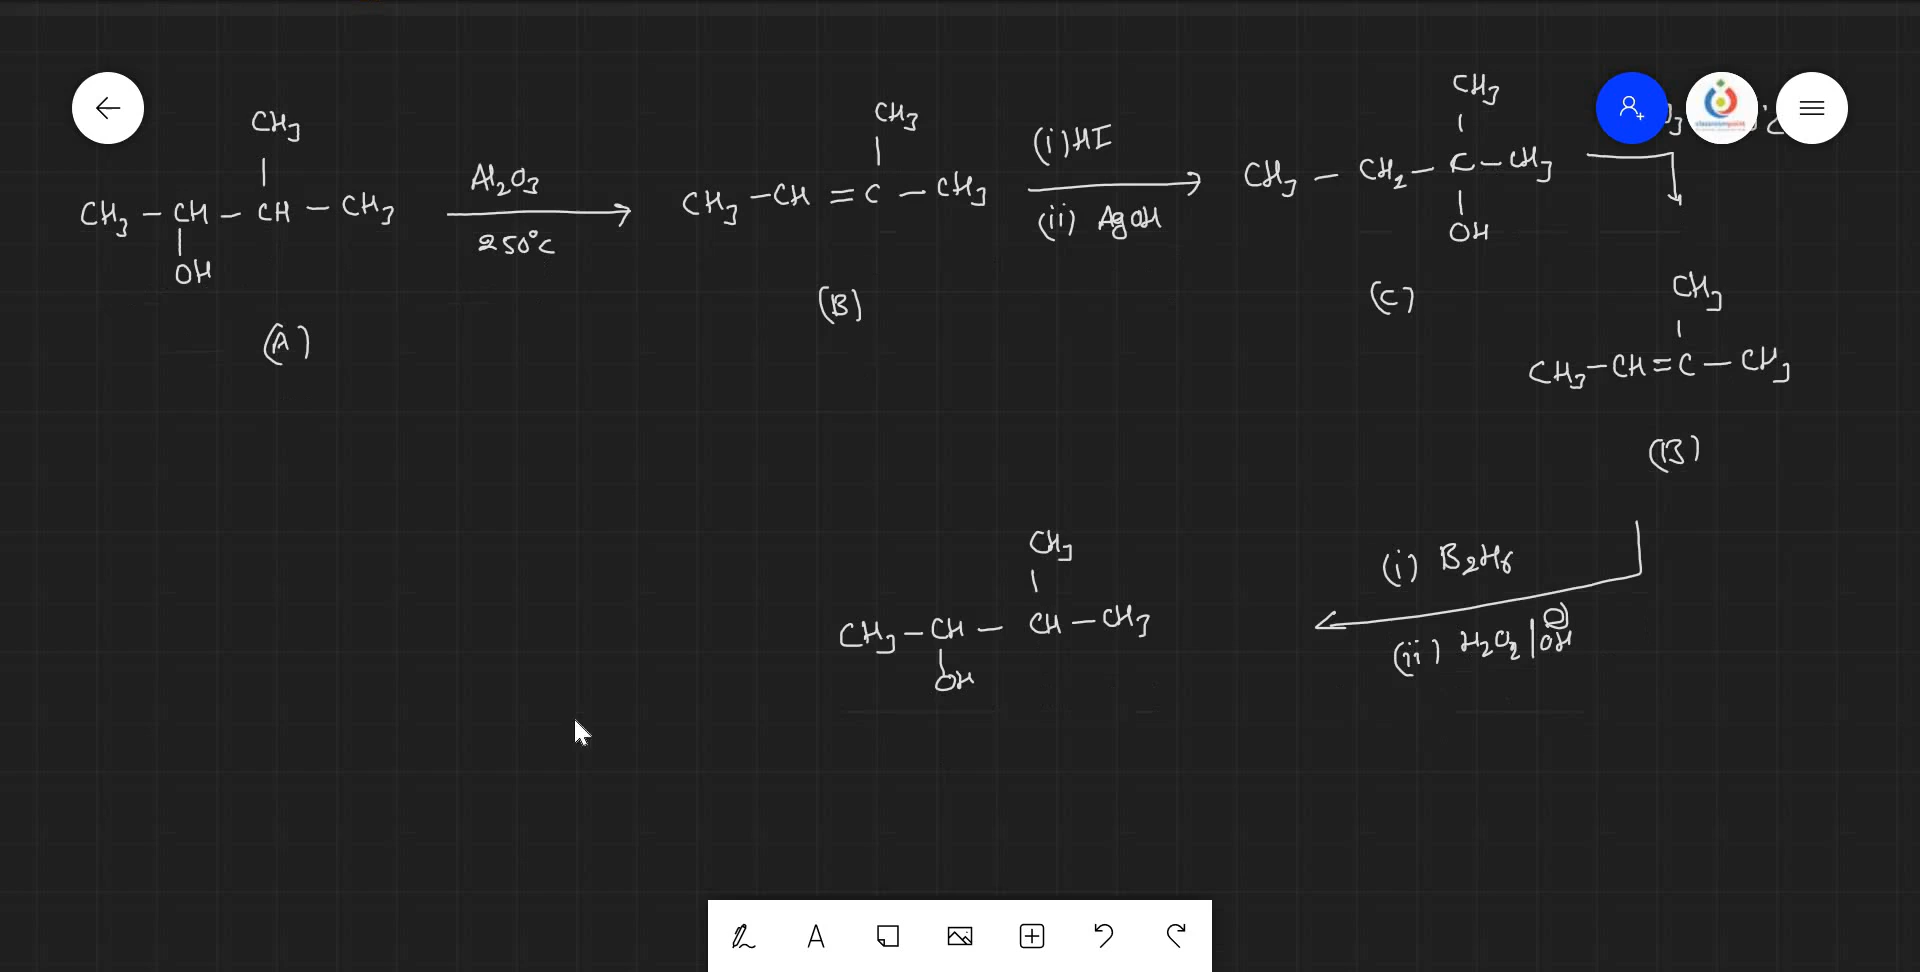 CH3
CH3 – CH – CH – CH3
OH
(A)
Al2O3
250°C
CH3
CH3 – CH = C – CH3
(B)
(i) HI
(ii) AgOH
CH3
CH3 – CH2 – C – CH3
OH
(C)
CH3
CH3 – CH = C – CH3
(B)
(i) B2H6
(ii) H2O2 | OH⊖
CH3
CH3 – CH – CH – CH3
OH
A